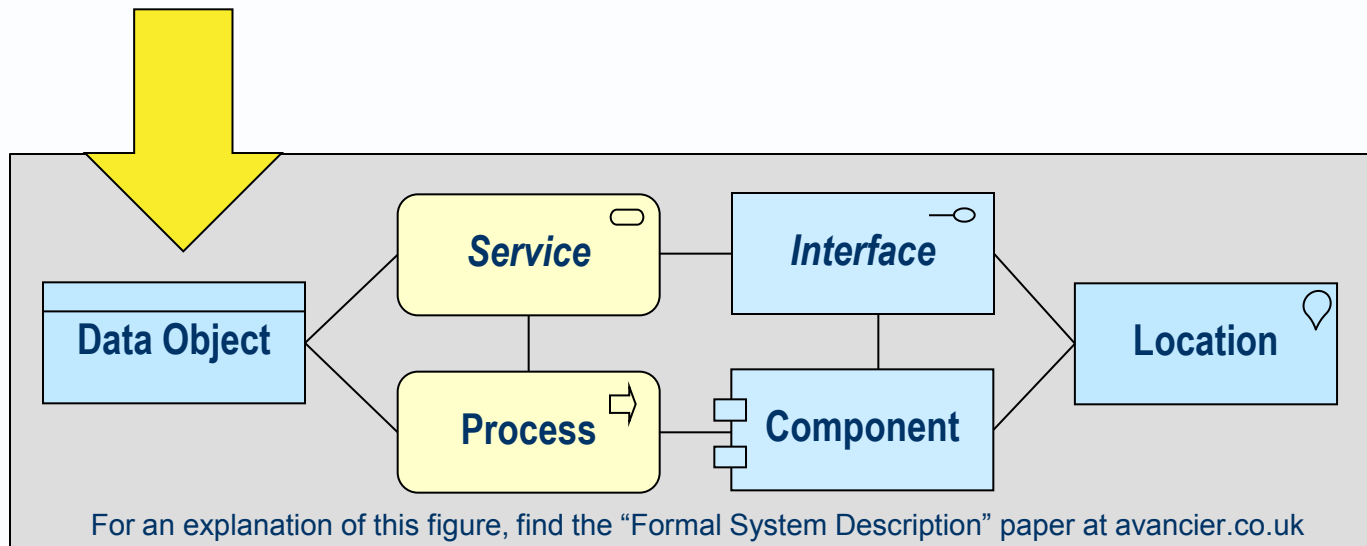 Service
Interface
Data Object
Location
Process
Component
For an explanation of this figure, find the “Formal System Description” paper at avancier.co.uk